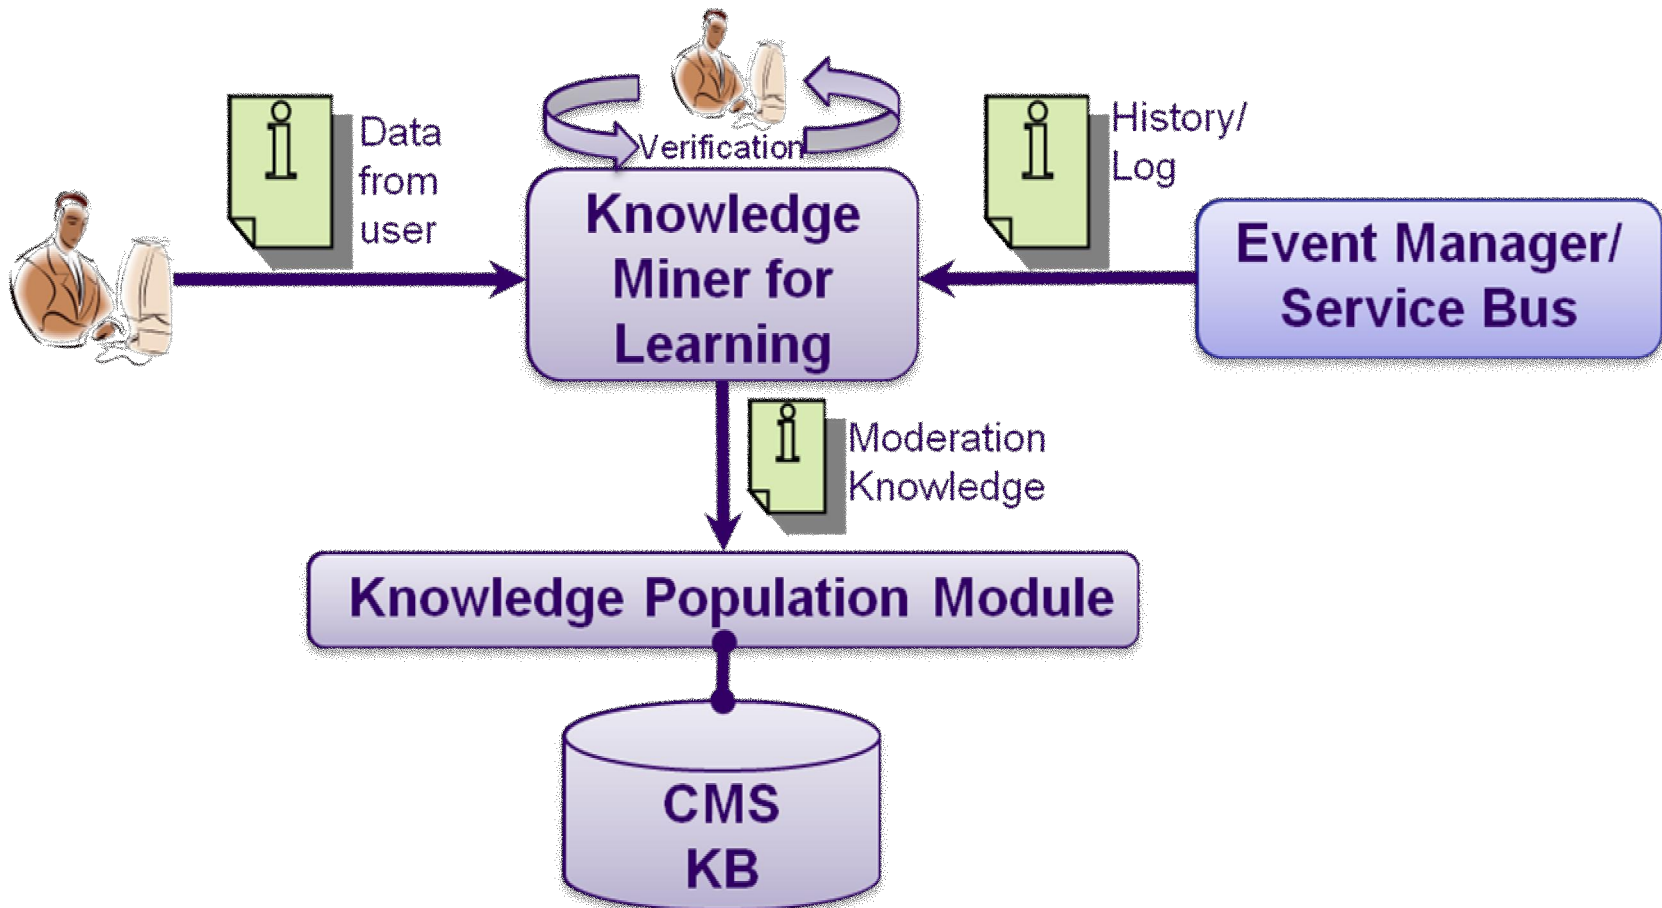 Data
from
user
Verification
History/
Log
Knowledge
Miner for
Learning
Event Manager/
Service Bus
Moderation
Knowledge
Knowledge Population Module
CMS
KB